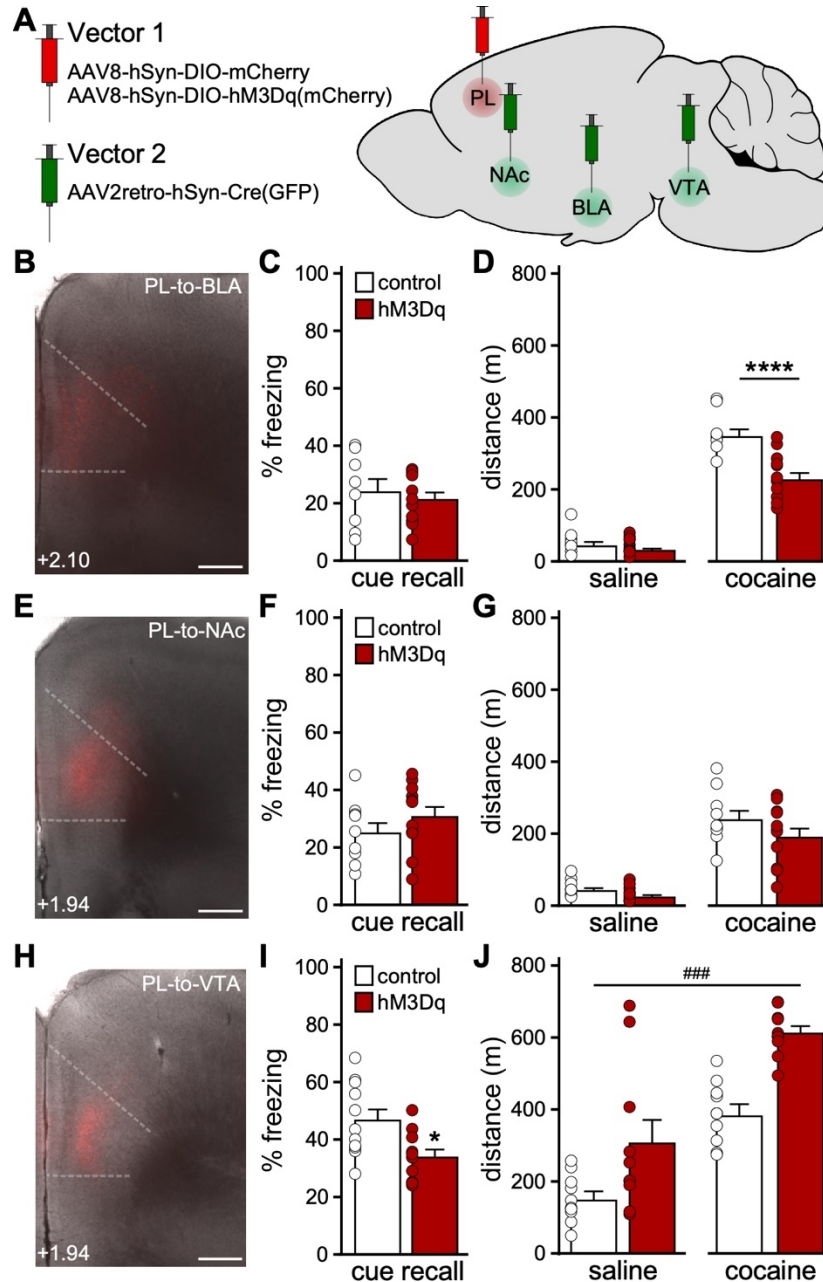 A
Vector 1
AAV8-hSyn-DIO-mCherry
AAV8-hSyn-DIO-hM3Dq(mCherry)
Vector 2
AAV2retro-hSyn-Cre(GFP)
PL
NAc
BLA
VTA
B
PL-to-BLA
+2.10
C
% freezing
100
80
60
40
20
0
control
hM3Dq
cue recall
D
distance (m)
800
600
400
200
0
****
saline
cocaine
E
PL-to-NAc
+1.94
F
% freezing
100
80
60
40
20
0
control
hM3Dq
cue recall
G
distance (m)
800
600
400
200
0
saline
cocaine
H
PL-to-VTA
+1.94
I
% freezing
100
80
60
40
20
0
control
hM3Dq
*
cue recall
J
distance (m)
800
600
400
200
0
###
saline
cocaine